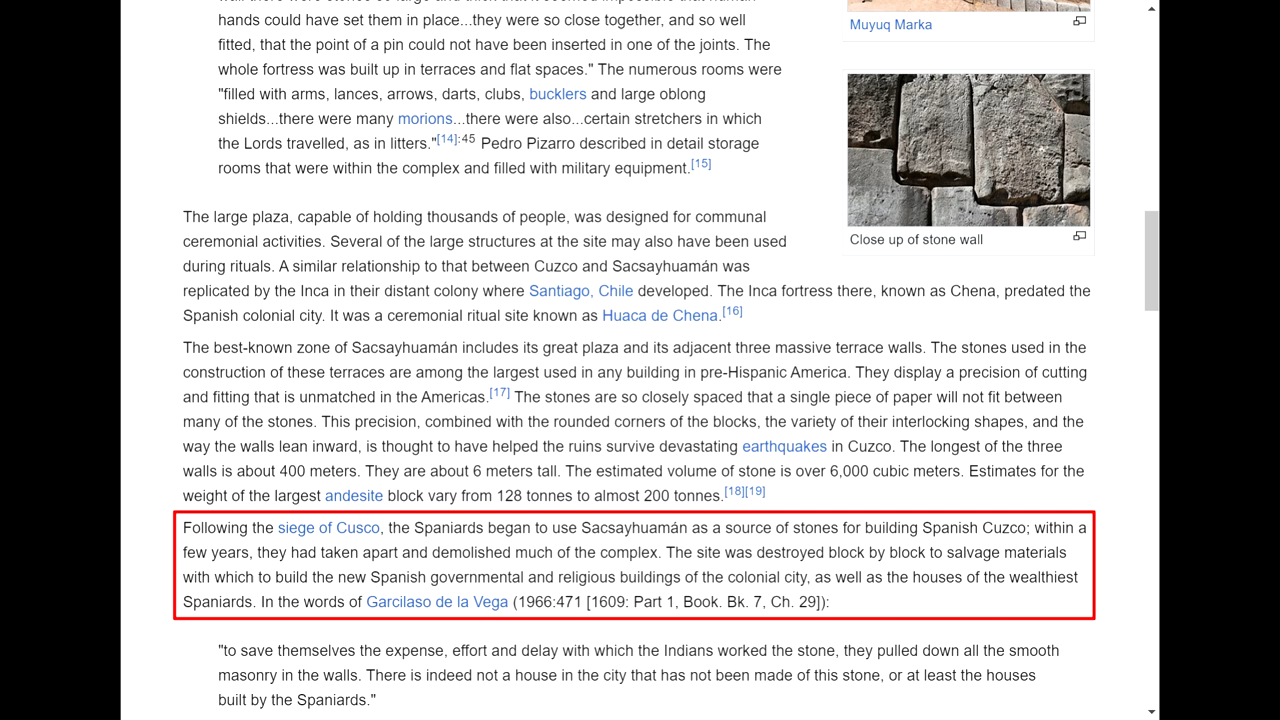 hands could have set them in place...they were so close together, and so well
fitted, that the point of a pin could not have been inserted in one of the joints. The
whole fortress was built up in terraces and flat spaces." The numerous rooms were
"filled with arms, lances, arrows, darts, clubs, bucklers and large oblong
shields...there were many morions...there were also...certain stretchers in which
the Lords travelled, as in litters."[14]:45 Pedro Pizarro described in detail storage
rooms that were within the complex and filled with military equipment.[15]
Muyuq Marka
Close up of stone wall
The large plaza, capable of holding thousands of people, was designed for communal
ceremonial activities. Several of the large structures at the site may also have been used
during rituals. A similar relationship to that between Cuzco and Sacsayhuamán was
replicated by the Inca in their distant colony where Santiago, Chile developed. The Inca fortress there, known as Chena, predated the
Spanish colonial city. It was a ceremonial ritual site known as Huaca de Chena.[16]
The best-known zone of Sacsayhuamán includes its great plaza and its adjacent three massive terrace walls. The stones used in the
construction of these terraces are among the largest used in any building in pre-Hispanic America. They display a precision of cutting
and fitting that is unmatched in the Americas.[17] The stones are so closely spaced that a single piece of paper will not fit between
many of the stones. This precision, combined with the rounded corners of the blocks, the variety of their interlocking shapes, and the
way the walls lean inward, is thought to have helped the ruins survive devastating earthquakes in Cuzco. The longest of the three
walls is about 400 meters. They are about 6 meters tall. The estimated volume of stone is over 6,000 cubic meters. Estimates for the
weight of the largest andesite block vary from 128 tonnes to almost 200 tonnes.[18][19]
Following the siege of Cusco, the Spaniards began to use Sacsayhuamán as a source of stones for building Spanish Cuzco; within a
few years, they had taken apart and demolished much of the complex. The site was destroyed block by block to salvage materials
with which to build the new Spanish governmental and religious buildings of the colonial city, as well as the houses of the wealthiest
Spaniards. In the words of Garcilaso de la Vega (1966:471 [1609: Part 1, Book. Bk. 7, Ch. 29]):
"to save themselves the expense, effort and delay with which the Indians worked the stone, they pulled down all the smooth
masonry in the walls. There is indeed not a house in the city that has not been made of this stone, or at least the houses
built by the Spaniards."